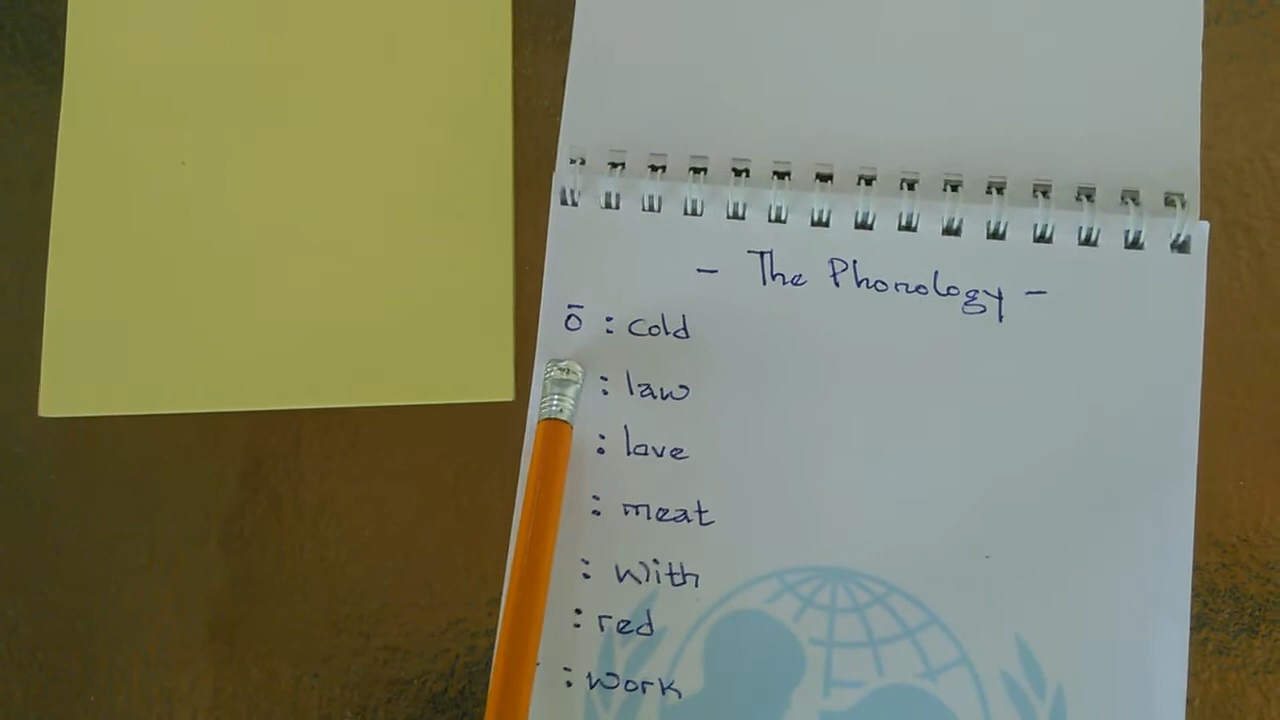 - The Phonology -
ō : cold
: law
: love
: meat
: with
: red
: work